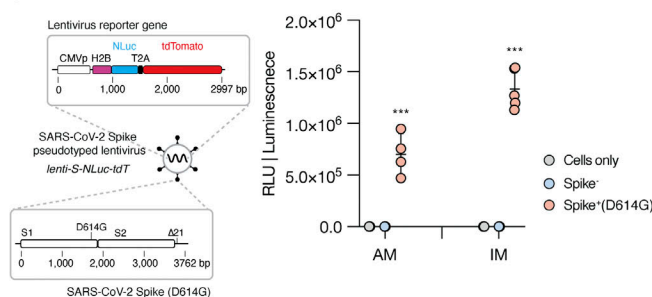 Lentivirus reporter gene
NLuc tdTomato
CMVp H2B T2A
0 1,000 2,000 2997 bp
SARS-CoV-2 Spike
pseudotyped lentivirus
lenti-S-NLuc-tdT
D614G
S1 S2 Δ21
0 1,000 2,000 3,000 3762 bp
SARS-CoV-2 Spike (D614G)
RLU | Luminescnece
2.0×10⁶
1.5×10⁶
1.0×10⁶
5.0×10⁵
0.0
***
***
AM IM
Cells only
Spike⁻
Spike⁺(D614G)